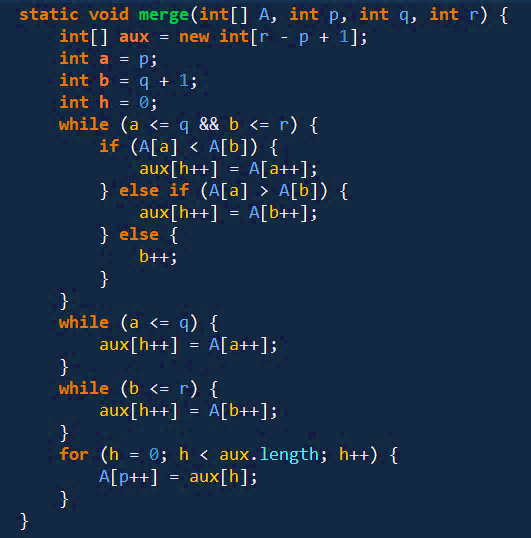 static void merge(int[] A, int p, int q, int r) {
    int[] aux = new int[r - p + 1];
    int a = p;
    int b = q + 1;
    int h = 0;
    while (a <= q && b <= r) {
        if (A[a] < A[b]) {
            aux[h++] = A[a++];
        } else if (A[a] > A[b]) {
            aux[h++] = A[b++];
        } else {
            b++;
        }
    }
    while (a <= q) {
        aux[h++] = A[a++];
    }
    while (b <= r) {
        aux[h++] = A[b++];
    }
    for (h = 0; h < aux.length; h++) {
        A[p++] = aux[h];
    }
}